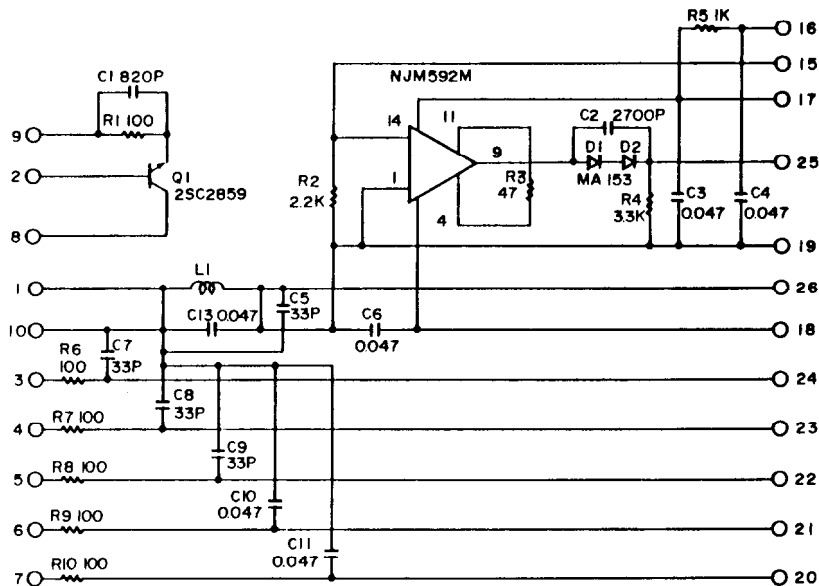 R5 1K
16
15
C1 820P
NJM592M
17
R1 100
14
11
C2 2700P
9
D1 D2
9
25
2
Q1
2SC2859
1
R3
47
MA 153
R2
2.2K
R4
3.3K
C3
0.047
C4
0.047
4
8
19
L1
1
26
C5
33P
C13 0.047
C6
0.047
10
18
R6
100
C7
33P
3
24
C8
33P
R7 100
4
23
C9
33P
R8 100
5
22
C10
0.047
R9 100
6
21
C11
0.047
R10 100
7
20